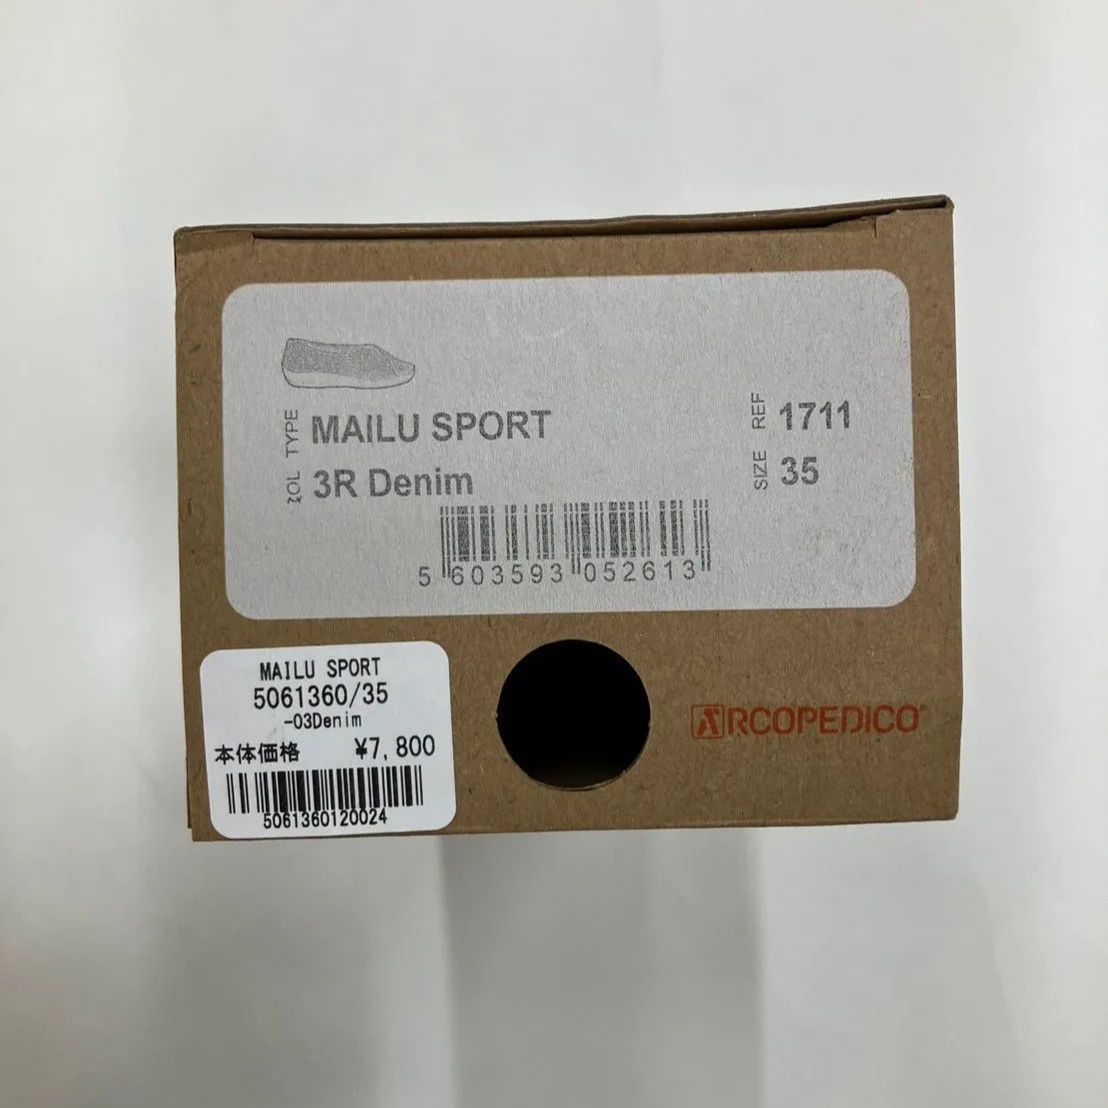 TYPE MAILU SPORT
COL 3R Denim
REF 1711
SIZE 35
5 603593 052613
MAILU SPORT
5061360/35
-03Denim
本体価格 ¥7,800
5061360120024
ARCOPEDICO